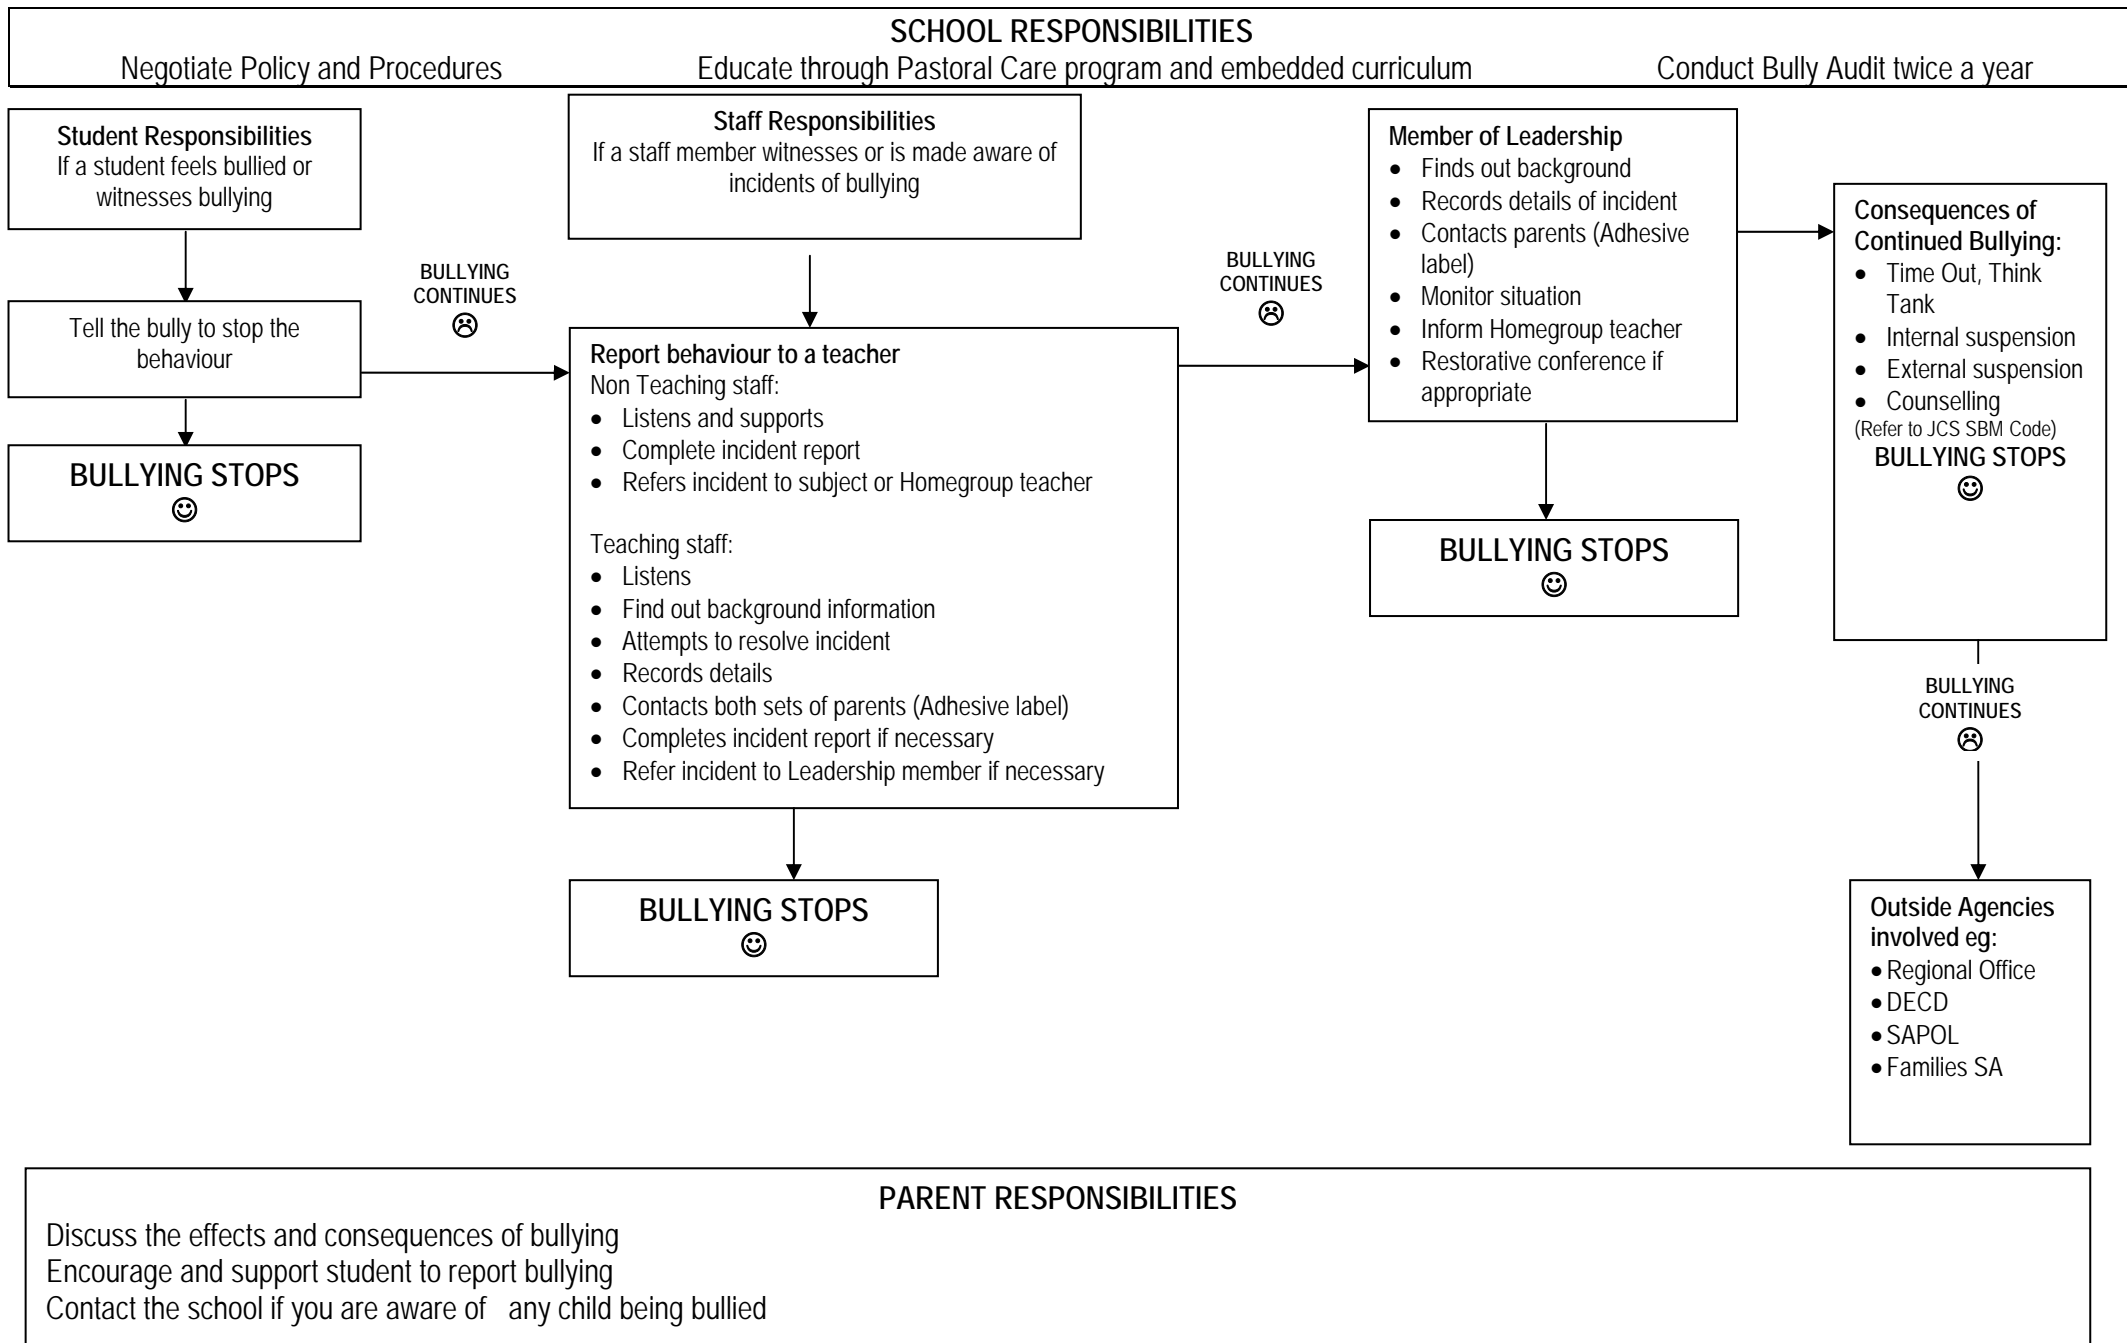 SCHOOL RESPONSIBILITIES
Negotiate Policy and Procedures Educate through Pastoral Care program and embedded curriculum Conduct Bully Audit twice a year
Student Responsibilities
If a student feels bullied or
witnesses bullying
Tell the bully to stop the
behaviour
BULLYING STOPS
☺
BULLYING
CONTINUES
☹
Staff Responsibilities
If a staff member witnesses or is made aware of
incidents of bullying
Report behaviour to a teacher
Non Teaching staff:
• Listens and supports
• Complete incident report
• Refers incident to subject or Homegroup teacher
Teaching staff:
• Listens
• Find out background information
• Attempts to resolve incident
• Records details
• Contacts both sets of parents (Adhesive label)
• Completes incident report if necessary
• Refer incident to Leadership member if necessary
BULLYING STOPS
☺
BULLYING
CONTINUES
☹
Member of Leadership
• Finds out background
• Records details of incident
• Contacts parents (Adhesive
label)
• Monitor situation
• Inform Homegroup teacher
• Restorative conference if
appropriate
BULLYING STOPS
☺
Consequences of
Continued Bullying:
• Time Out, Think
Tank
• Internal suspension
• External suspension
• Counselling
(Refer to JCS SBM Code)
BULLYING STOPS
☺
BULLYING
CONTINUES
☹
Outside Agencies
involved eg:
• Regional Office
• DECD
• SAPOL
• Families SA
PARENT RESPONSIBILITIES
Discuss the effects and consequences of bullying
Encourage and support student to report bullying
Contact the school if you are aware of any child being bullied